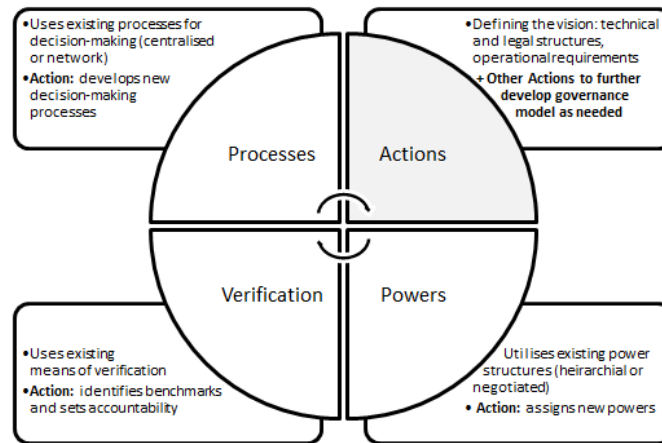 •Uses existing processes for
decision-making (centralised
or network)
•Action: develops new
decision-making
processes
•Defining the vision: technical
and legal structures,
operational requirements
+ Other Actions to further
develop governance
model as needed
Processes
Actions
Verification
Powers
•Uses existing
means of verification
•Action: identifies benchmarks
and sets accountability
Utilises existing power
structures (heirarchial or
negotiated)
• Action: assigns new powers